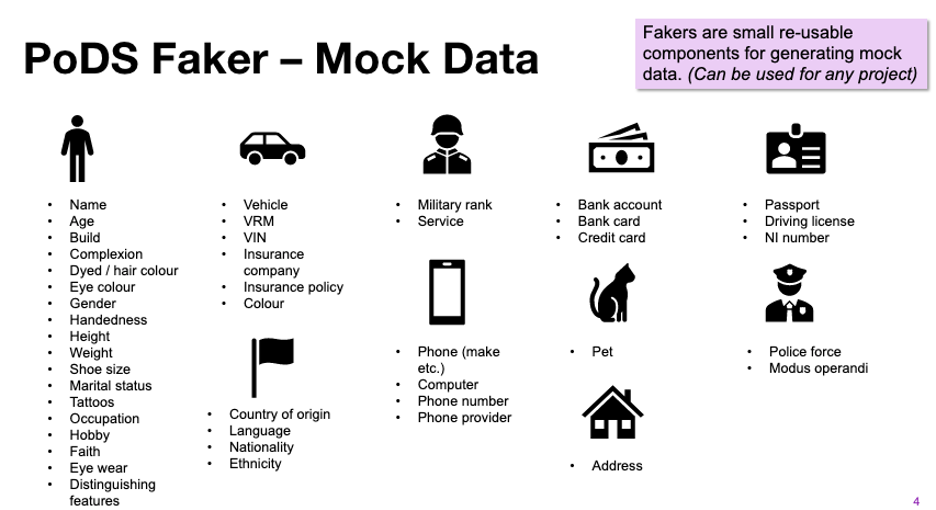 PoDS Faker – Mock Data
Fakers are small re-usable
components for generating mock
data. (Can be used for any project)
• Name
• Age
• Build
• Complexion
• Dyed / hair colour
• Eye colour
• Gender
• Handedness
• Height
• Weight
• Shoe size
• Marital status
• Tattoos
• Occupation
• Hobby
• Faith
• Eye wear
• Distinguishing
features
• Vehicle
• VRM
• VIN
• Insurance
company
• Insurance policy
• Colour
• Country of origin
• Language
• Nationality
• Ethnicity
• Military rank
• Service
• Phone (make
etc.)
• Computer
• Phone number
• Phone provider
• Bank account
• Bank card
• Credit card
• Pet
• Address
• Passport
• Driving license
• NI number
• Police force
• Modus operandi
4